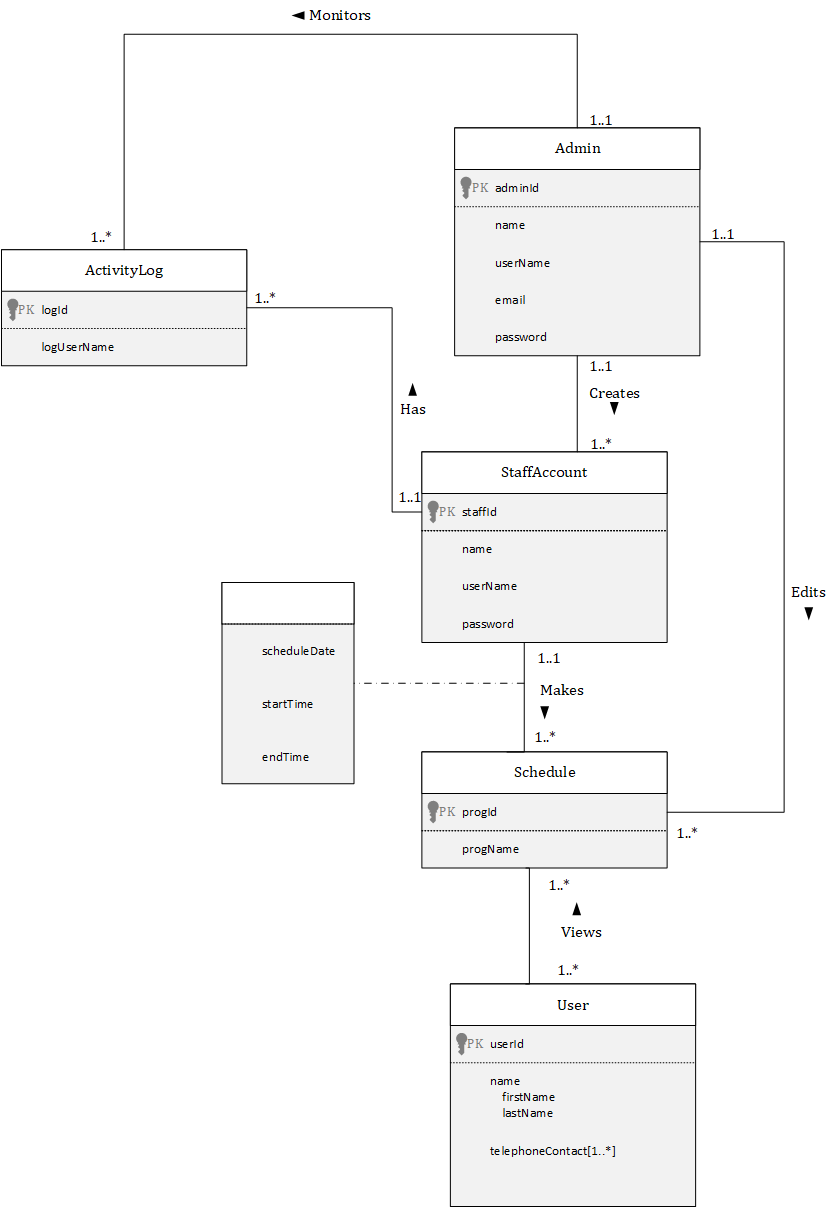 ◄ Monitors
1..1
Admin
PK adminId
name
userName
email
password
1..1
1..*
ActivityLog
PK logId
logUserName
1..*
▲
Has
1..1
Creates
▼
1..*
StaffAccount
1..1
PK staffId
name
userName
password
Edits
▼
scheduleDate
startTime
endTime
1..1
Makes
▼
1..*
Schedule
PK progId
progName
1..*
1..*
▲
Views
1..*
User
PK userId
name
firstName
lastName
telephoneContact[1..*]